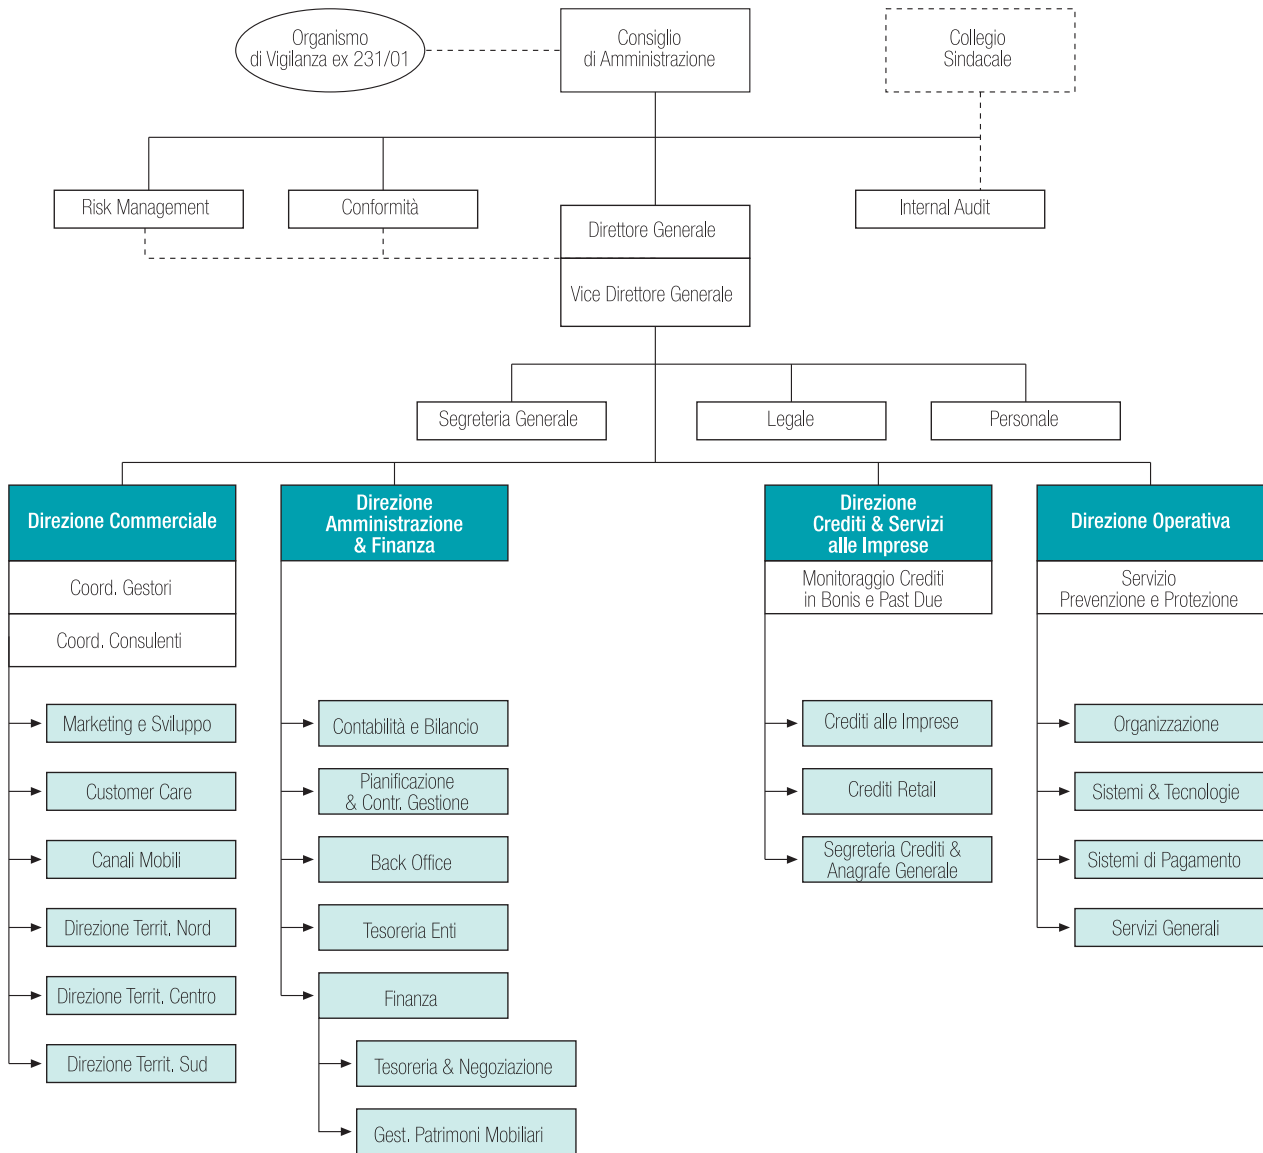 Organismo
di Vigilanza ex 231/01
Consiglio
di Amministrazione
Collegio
Sindacale
Risk Management
Conformità
Internal Audit
Direttore Generale
Vice Direttore Generale
Segreteria Generale
Legale
Personale
Direzione Commerciale
Coord. Gestori
Coord. Consulenti
Marketing e Sviluppo
Customer Care
Canali Mobili
Direzione Territ. Nord
Direzione Territ. Centro
Direzione Territ. Sud
Direzione
Amministrazione
& Finanza
Contabilità e Bilancio
Pianificazione
& Contr. Gestione
Back Office
Tesoreria Enti
Finanza
Tesoreria & Negoziazione
Gest. Patrimoni Mobiliari
Direzione
Crediti & Servizi
alle Imprese
Monitoraggio Crediti
in Bonis e Past Due
Crediti alle Imprese
Crediti Retail
Segreteria Crediti &
Anagrafe Generale
Direzione Operativa
Servizio
Prevenzione e Protezione
Organizzazione
Sistemi & Tecnologie
Sistemi di Pagamento
Servizi Generali